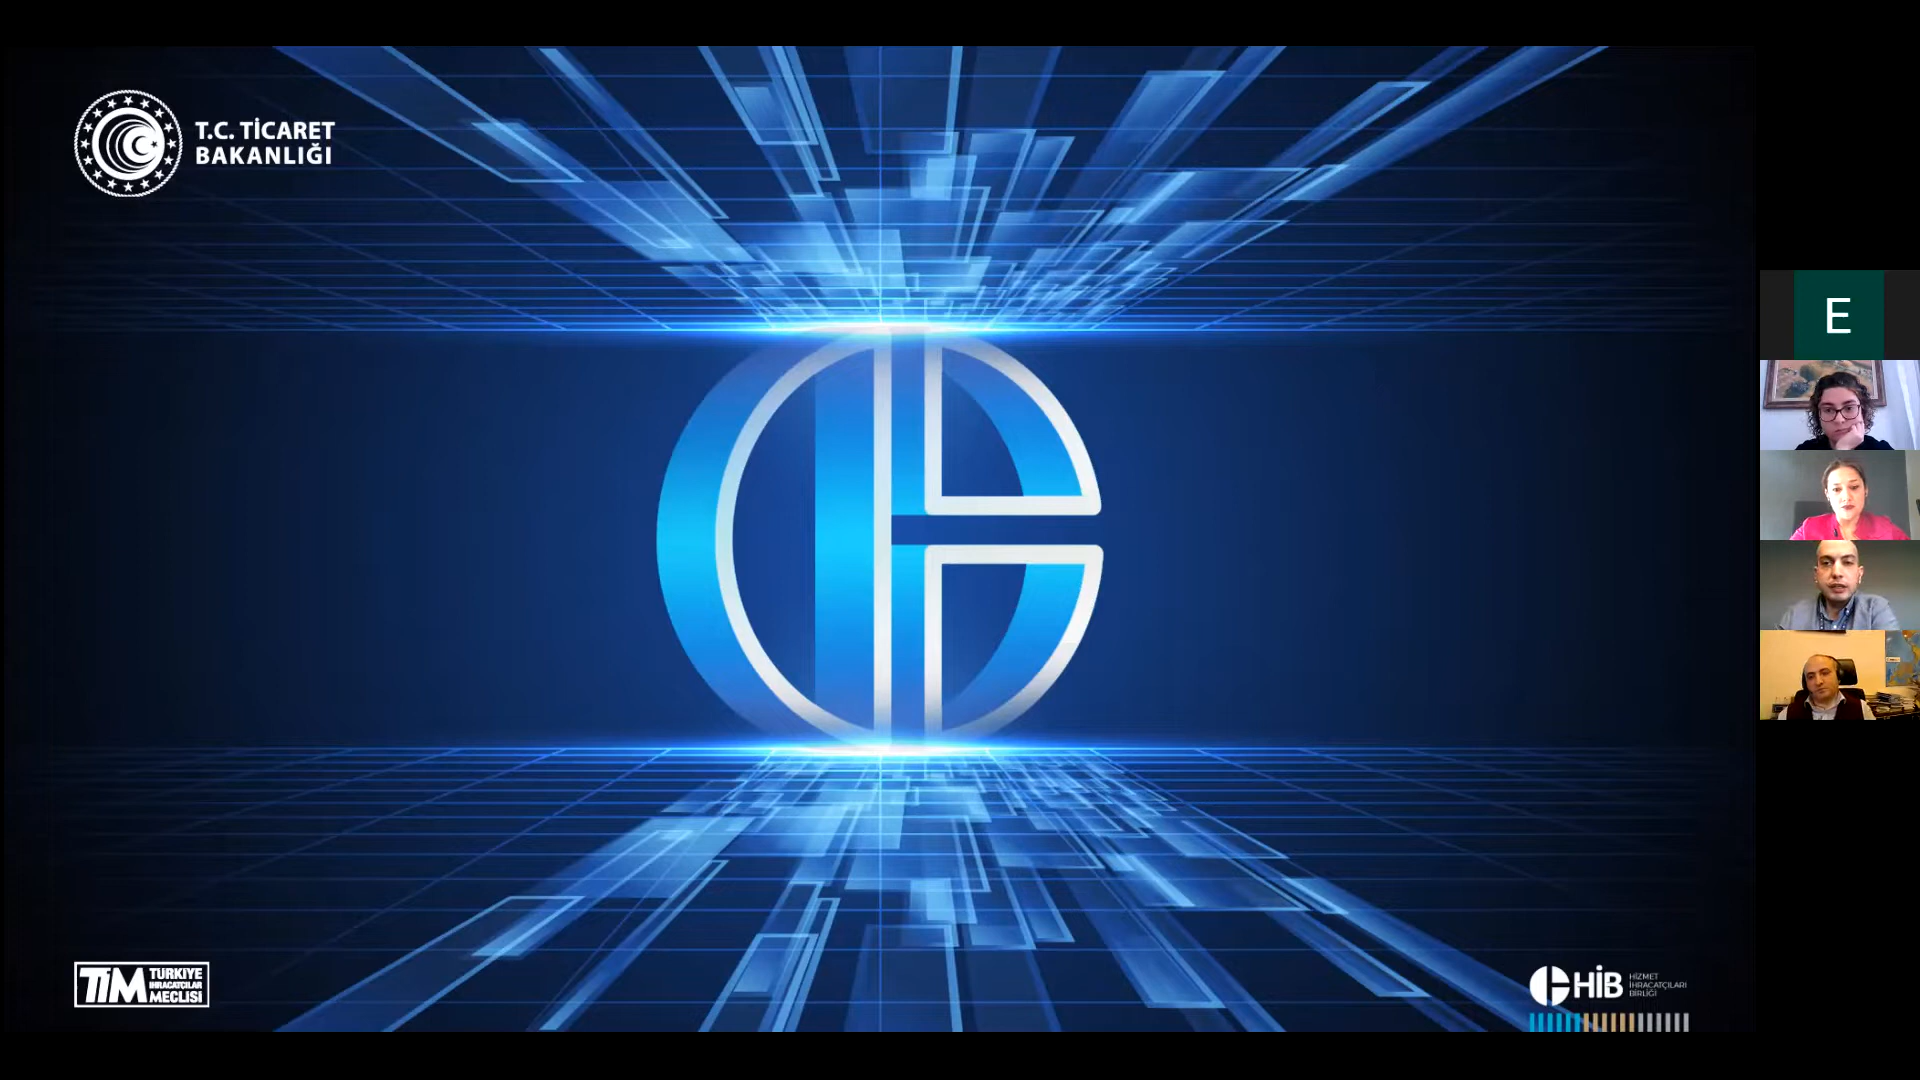 T.C. TİCARET
BAKANLIĞI
E
TİM
TÜRKİYE
İHRACATÇILAR
MECLİSİ
HİB
HİZMET
İHRACATÇILARI
BİRLİĞİ